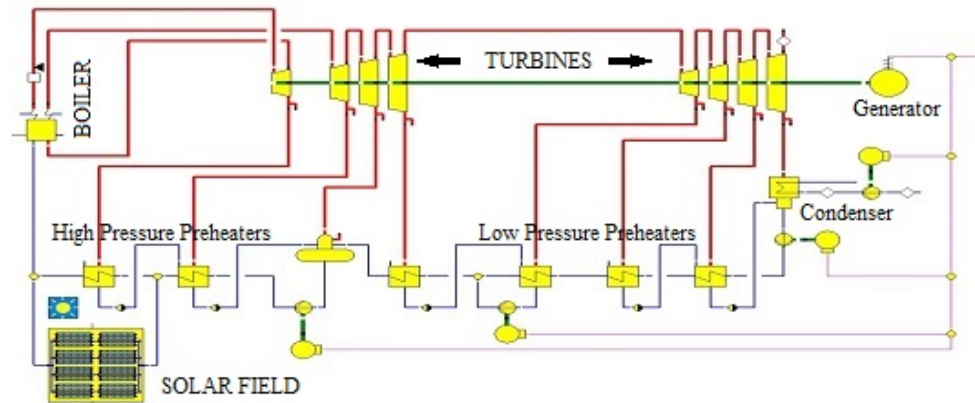 TURBINES
BOILER
Generator
High Pressure Preheaters
Low Pressure Preheaters
Condenser
SOLAR FIELD